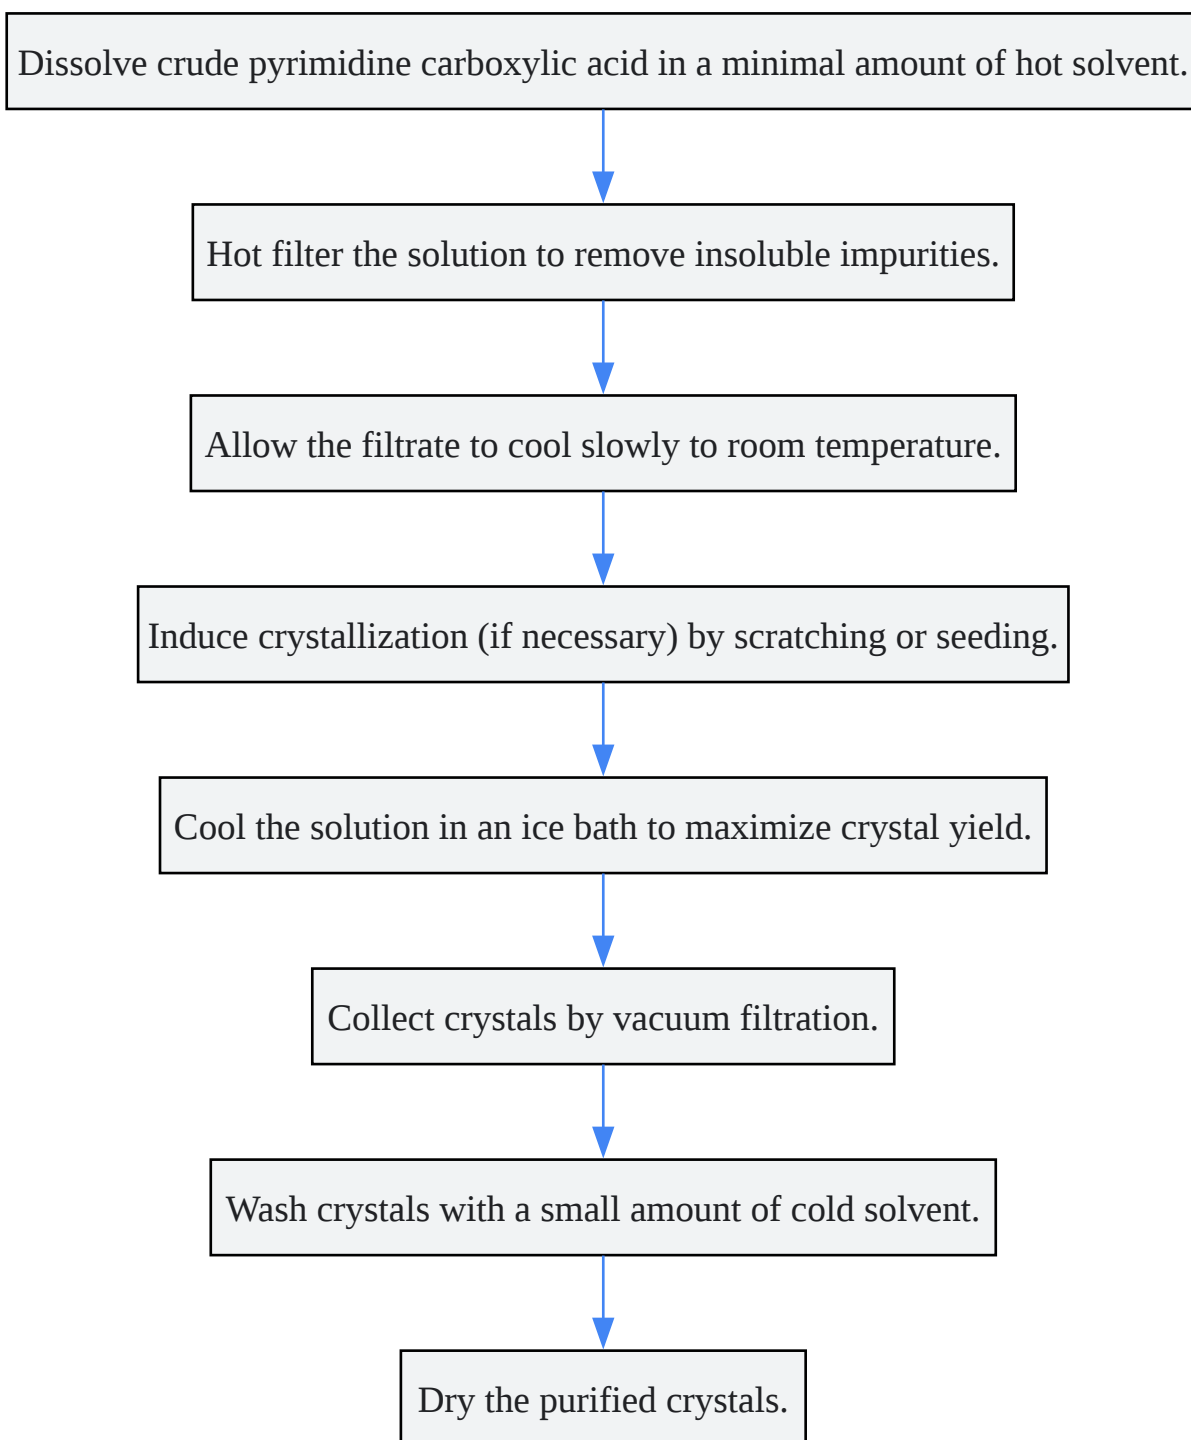 Dissolve crude pyrimidine carboxylic acid in a minimal amount of hot solvent.
Hot filter the solution to remove insoluble impurities.
Allow the filtrate to cool slowly to room temperature.
Induce crystallization (if necessary) by scratching or seeding.
Cool the solution in an ice bath to maximize crystal yield.
Collect crystals by vacuum filtration.
Wash crystals with a small amount of cold solvent.
Dry the purified crystals.